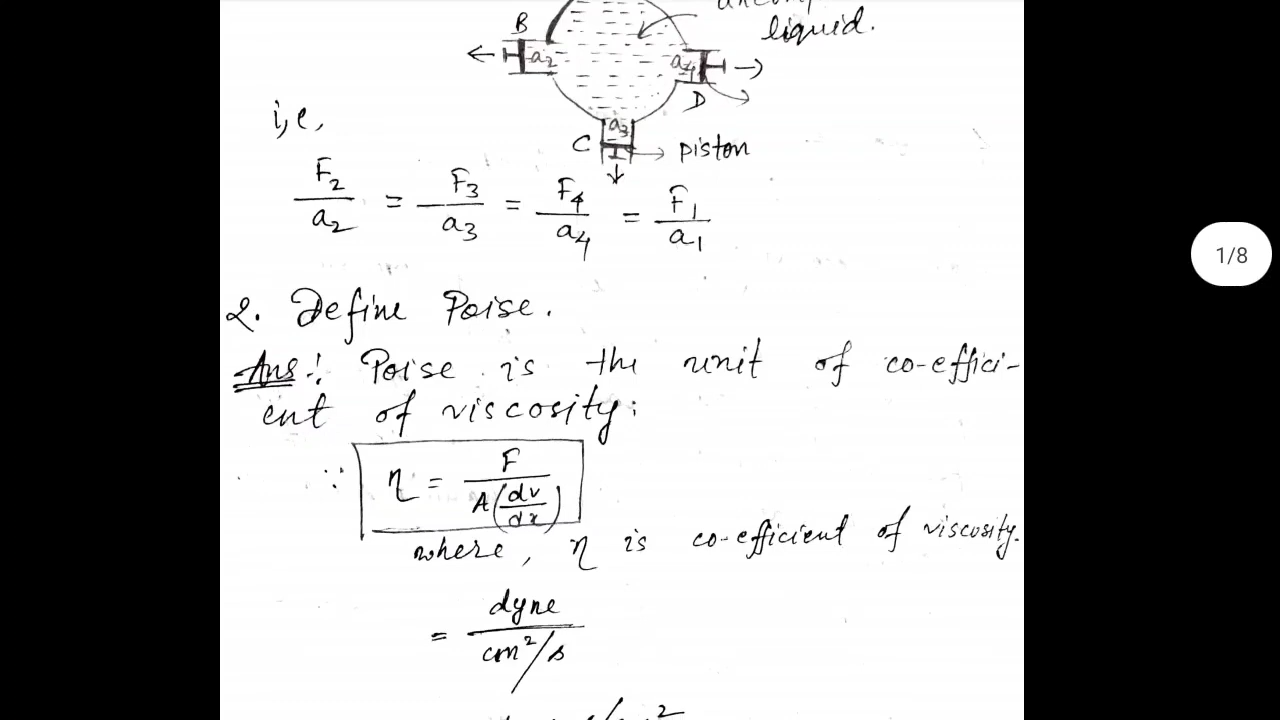 liquid.
B
a2
a4
D
i,e,
a3
C
piston
F2/a2 = F3/a3 = F4/a4 = F1/a1
1/8
2. Define Poise.
Ans: Poise is the unit of co-effici-
ent of viscosity:
∵ η = F/A(dv/dx)
where, η is co-efficient of viscosity.
= dyne/cm²/s